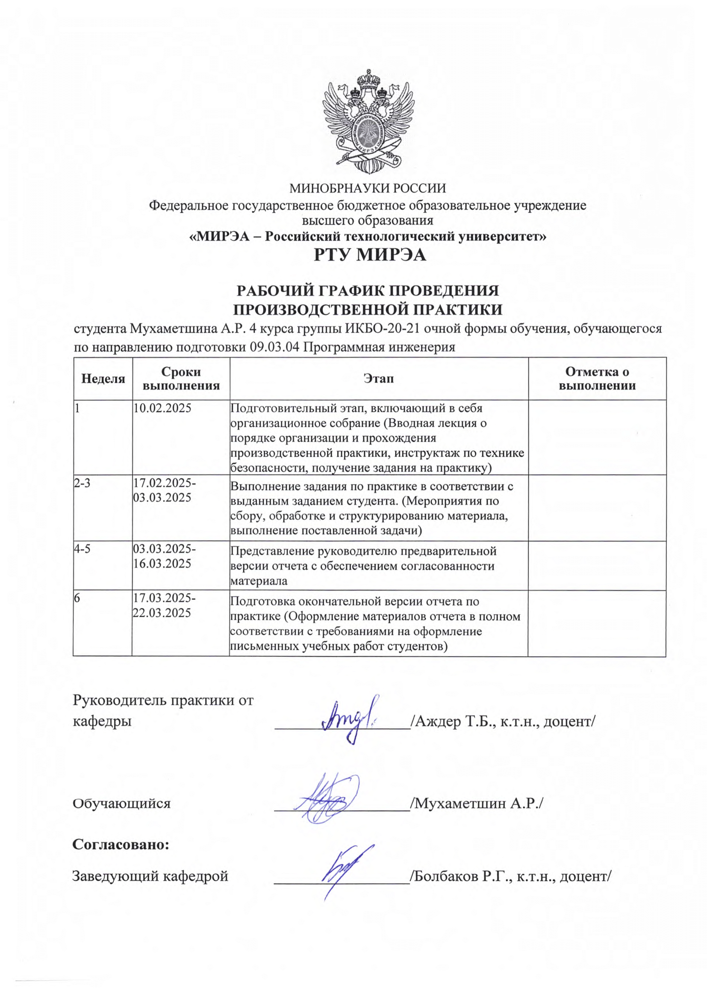 РОССИЙСКИЙ ТЕХНОЛОГИЧЕСКИЙ УНИВЕРСИТЕТ
МИРЭА
МИНОБРНАУКИ РОССИИ
Федеральное государственное бюджетное образовательное учреждение
высшего образования
«МИРЭА – Российский технологический университет»
РТУ МИРЭА
РАБОЧИЙ ГРАФИК ПРОВЕДЕНИЯ
ПРОИЗВОДСТВЕННОЙ ПРАКТИКИ
студента Мухаметшина А.Р. 4 курса группы ИКБО-20-21 очной формы обучения, обучающегося
по направлению подготовки 09.03.04 Программная инженерия
Неделя
Сроки
выполнения
Этап
Отметка о
выполнении
1
10.02.2025
Подготовительный этап, включающий в себя
организационное собрание (Вводная лекция о
порядке организации и прохождения
производственной практики, инструктаж по технике
безопасности, получение задания на практику)
2-3
17.02.2025-
03.03.2025
Выполнение задания по практике в соответствии с
выданным заданием студента. (Мероприятия по
сбору, обработке и структурированию материала,
выполнение поставленной задачи)
4-5
03.03.2025-
16.03.2025
Представление руководителю предварительной
версии отчета с обеспечением согласованности
материала
6
17.03.2025-
22.03.2025
Подготовка окончательной версии отчета по
практике (Оформление материалов отчета в полном
соответствии с требованиями на оформление
письменных учебных работ студентов)
Руководитель практики от
кафедры /Аждер Т.Б., к.т.н., доцент/
Обучающийся /Мухаметшин А.Р./
Согласовано:
Заведующий кафедрой /Болбаков Р.Г., к.т.н., доцент/